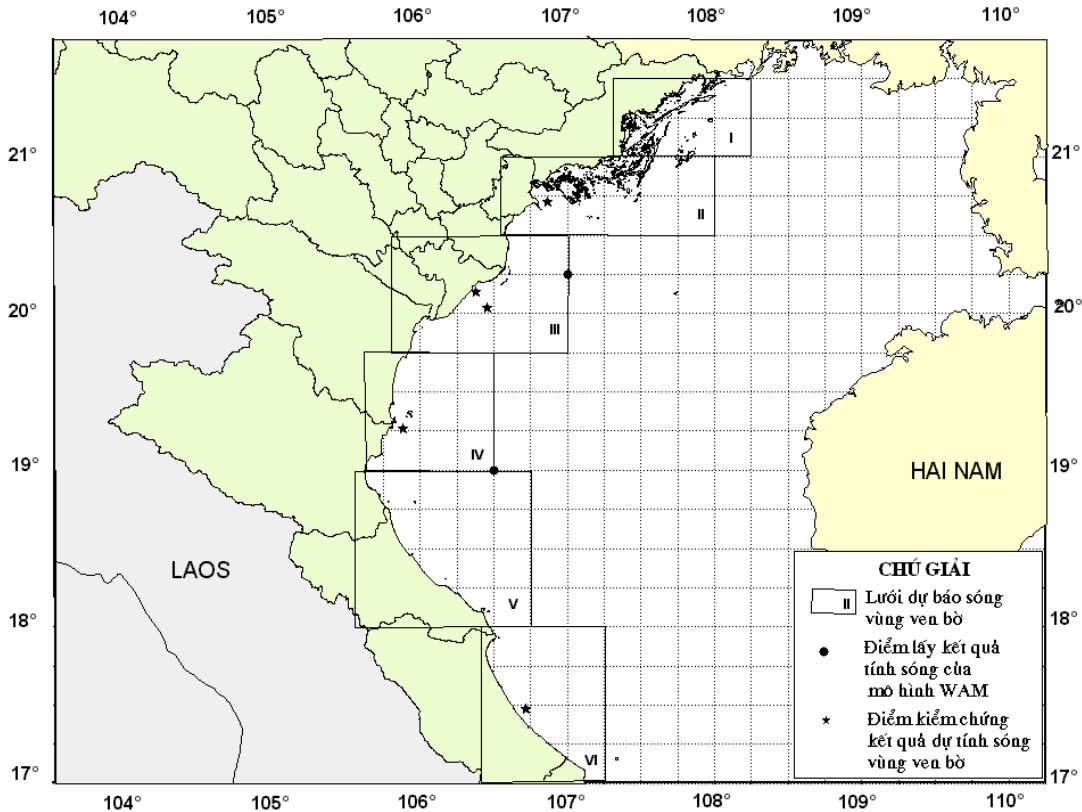 104° 105° 106° 107° 108° 109° 110°
I
21° 21°
II
20° 20°
III
s
19° 19°
IV
HAI NAM
LAOS
CHÚ GIẢI
II Lưới dự báo sóng
vùng ven bờ
V
18° 18°
Điểm lấy kết quả
tính sóng của
mô hình WAM
Điểm kiểm chứng
kết quả dự tính sóng
vùng ven bờ
VI
17° 17°
104° 105° 106° 107° 108° 109° 110°